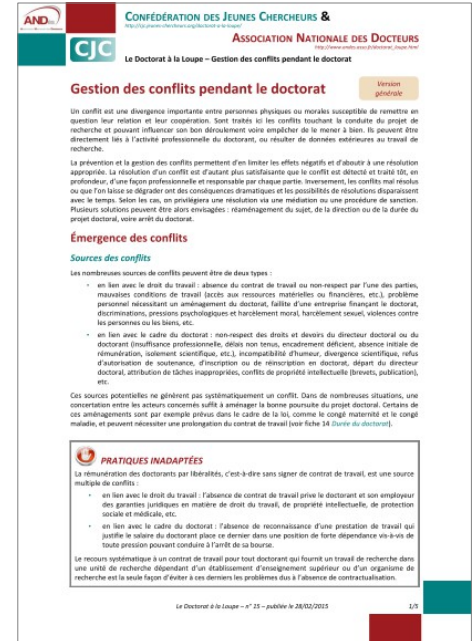 AND
CJC
CONFÉDÉRATION DES JEUNES CHERCHEURS &
http://cjc.jeunes-chercheurs.org/doctorat-a-la-loupe/
ASSOCIATION NATIONALE DES DOCTEURS
http://www.andes.asso.fr/doctorat_loupe.html
Le Doctorat à la Loupe – Gestion des conflits pendant le doctorat
Gestion des conflits pendant le doctorat
Version
générale
Un conflit est une divergence importante entre personnes physiques ou morales susceptible de remettre en
question leur relation et leur coopération. Sont traités ici les conflits touchant la conduite du projet de
recherche et pouvant influencer son bon déroulement voire empêcher de le mener à bien. Ils peuvent être
directement liés à l'activité professionnelle du doctorant, ou résulter de données extérieures au travail de
recherche.
La prévention et la gestion des conflits permettent d'en limiter les effets négatifs et d'aboutir à une résolution
appropriée. La résolution d'un conflit est d'autant plus satisfaisante que le conflit est détecté et traité tôt, en
profondeur, d'une façon professionnelle et responsable par chaque partie. Inversement, les conflits mal résolus
ou que l'on laisse se dégrader ont des conséquences dramatiques et les possibilités de résolutions disparaissent
avec le temps. Selon les cas, on privilégiera une résolution via une médiation ou une procédure de sanction.
Plusieurs solutions peuvent être alors envisagées : réaménagement du sujet, de la direction ou de la durée du
projet doctoral, voire arrêt du doctorat.
Émergence des conflits
Sources des conflits
Les nombreuses sources de conflits peuvent être de deux types :
- en lien avec le droit du travail : absence du contrat de travail ou non-respect par l'une des parties,
mauvaises conditions de travail (accès aux ressources matérielles ou financières, etc.), problème
personnel nécessitant un aménagement du doctorat, faillite d'une entreprise finançant le doctorat,
discriminations, pressions psychologiques et harcèlement moral, harcèlement sexuel, violences contre
les personnes ou les biens, etc.
- en lien avec le cadre du doctorat : non-respect des droits et devoirs du directeur doctoral ou du
doctorant (insuffisance professionnelle, délais non tenus, encadrement déficient, absence initiale de
rémunération, isolement scientifique, etc.), incompatibilité d'humeur, divergence scientifique, refus
d'autorisation de soutenance, d'inscription ou de réinscription en doctorat, départ du directeur
doctoral, attribution de tâches inappropriées, conflits de propriété intellectuelle (brevets, publication),
etc.
Ces sources potentielles ne génèrent pas systématiquement un conflit. Dans de nombreuses situations, une
concertation entre les acteurs concernés suffit à aménager la bonne poursuite du projet doctoral. Certains de
ces aménagements sont par exemple prévus dans le cadre de la loi, comme le congé maternité et le congé
maladie, et peuvent nécessiter une prolongation du contrat de travail (voir fiche 14 Durée du doctorat).
PRATIQUES INADAPTÉES
La rémunération des doctorants par libéralités, c'est-à-dire sans signer de contrat de travail, est une source
multiple de conflits :
- en lien avec le droit du travail : l'absence de contrat de travail prive le doctorant et son employeur
des garanties juridiques en matière de droit du travail, de propriété intellectuelle, de protection
sociale et médicale, etc.
- en lien avec le cadre du doctorat : l'absence de reconnaissance d'une prestation de travail qui
justifie le salaire du doctorant place ce dernier dans une position de forte dépendance vis-à-vis de
toute pression pouvant conduire à l'arrêt de sa bourse.
Le recours systématique à un contrat de travail pour tout doctorant qui fournit un travail de recherche dans
une unité de recherche dépendant d'un établissement d'enseignement supérieur ou d'un organisme de
recherche est la seule façon d'éviter à ces derniers les problèmes dus à l'absence de contractualisation.
Le Doctorat à la Loupe – n° 15 – publiée le 28/02/2015
1/5